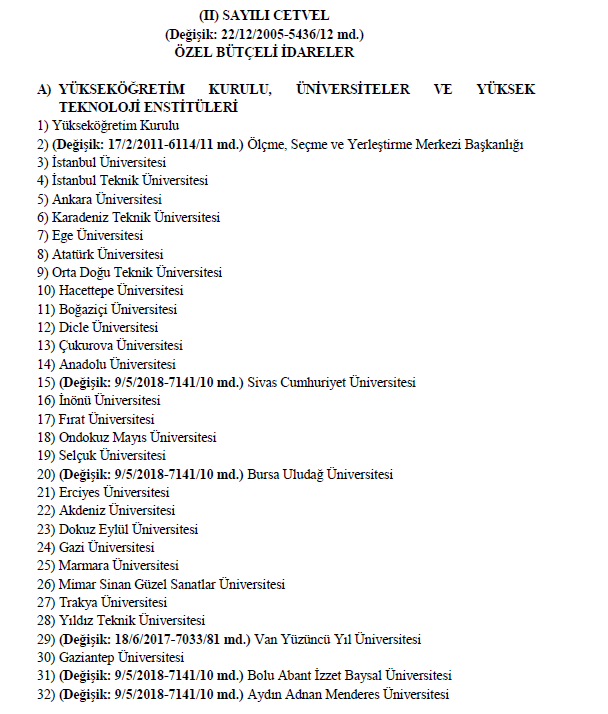 (II) SAYILI CETVEL
(Değişik: 22/12/2005-5436/12 md.)
ÖZEL BÜTÇELİ İDARELER
A) YÜKSEKÖĞRETİM KURULU, ÜNİVERSİTELER VE YÜKSEK
TEKNOLOJİ ENSTİTÜLERİ
1) Yükseköğretim Kurulu
2) (Değişik: 17/2/2011-6114/11 md.) Ölçme, Seçme ve Yerleştirme Merkezi Başkanlığı
3) İstanbul Üniversitesi
4) İstanbul Teknik Üniversitesi
5) Ankara Üniversitesi
6) Karadeniz Teknik Üniversitesi
7) Ege Üniversitesi
8) Atatürk Üniversitesi
9) Orta Doğu Teknik Üniversitesi
10) Hacettepe Üniversitesi
11) Boğaziçi Üniversitesi
12) Dicle Üniversitesi
13) Çukurova Üniversitesi
14) Anadolu Üniversitesi
15) (Değişik: 9/5/2018-7141/10 md.) Sivas Cumhuriyet Üniversitesi
16) İnönü Üniversitesi
17) Fırat Üniversitesi
18) Ondokuz Mayıs Üniversitesi
19) Selçuk Üniversitesi
20) (Değişik: 9/5/2018-7141/10 md.) Bursa Uludağ Üniversitesi
21) Erciyes Üniversitesi
22) Akdeniz Üniversitesi
23) Dokuz Eylül Üniversitesi
24) Gazi Üniversitesi
25) Marmara Üniversitesi
26) Mimar Sinan Güzel Sanatlar Üniversitesi
27) Trakya Üniversitesi
28) Yıldız Teknik Üniversitesi
29) (Değişik: 18/6/2017-7033/81 md.) Van Yüzüncü Yıl Üniversitesi
30) Gaziantep Üniversitesi
31) (Değişik: 9/5/2018-7141/10 md.) Bolu Abant İzzet Baysal Üniversitesi
32) (Değişik: 9/5/2018-7141/10 md.) Aydın Adnan Menderes Üniversitesi